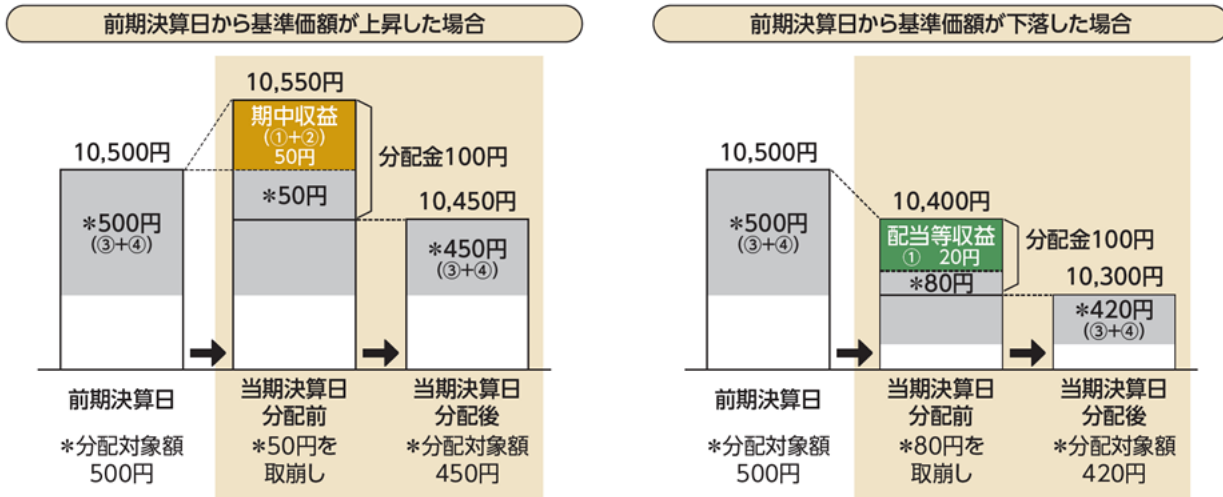 前期決算日から基準価額が上昇した場合
10,550円
期中収益
(①+②)
50円
10,500円
分配金100円
*50円
10,450円
*500円
(③+④)
*450円
(③+④)
前期決算日
当期決算日
分配前
当期決算日
分配後
*分配対象額
500円
*50円を
取崩し
*分配対象額
450円
前期決算日から基準価額が下落した場合
10,500円
10,400円
*500円
(③+④)
配当等収益
① 20円
分配金100円
*80円
10,300円
*420円
(③+④)
前期決算日
当期決算日
分配前
当期決算日
分配後
*分配対象額
500円
*80円を
取崩し
*分配対象額
420円